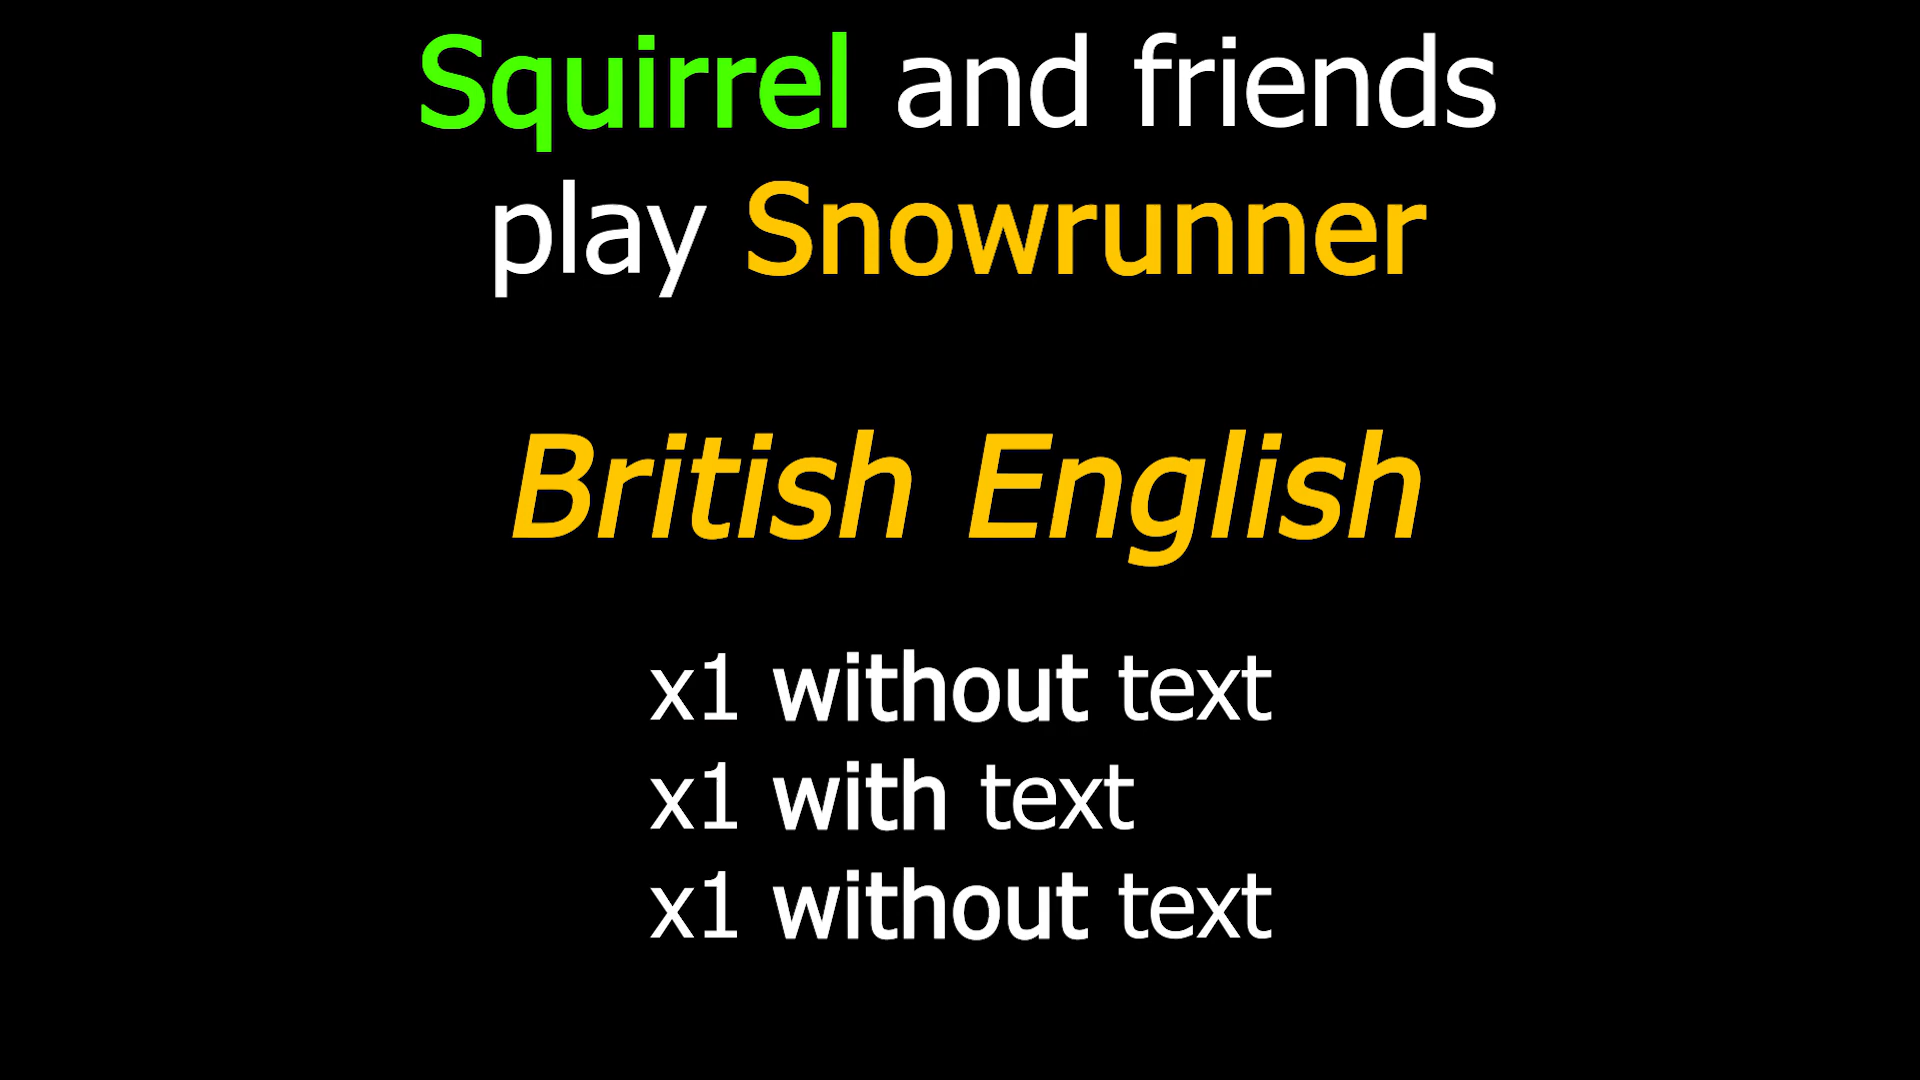 Squirrel and friends
play Snowrunner
British English
x1 without text
x1 with text
x1 without text